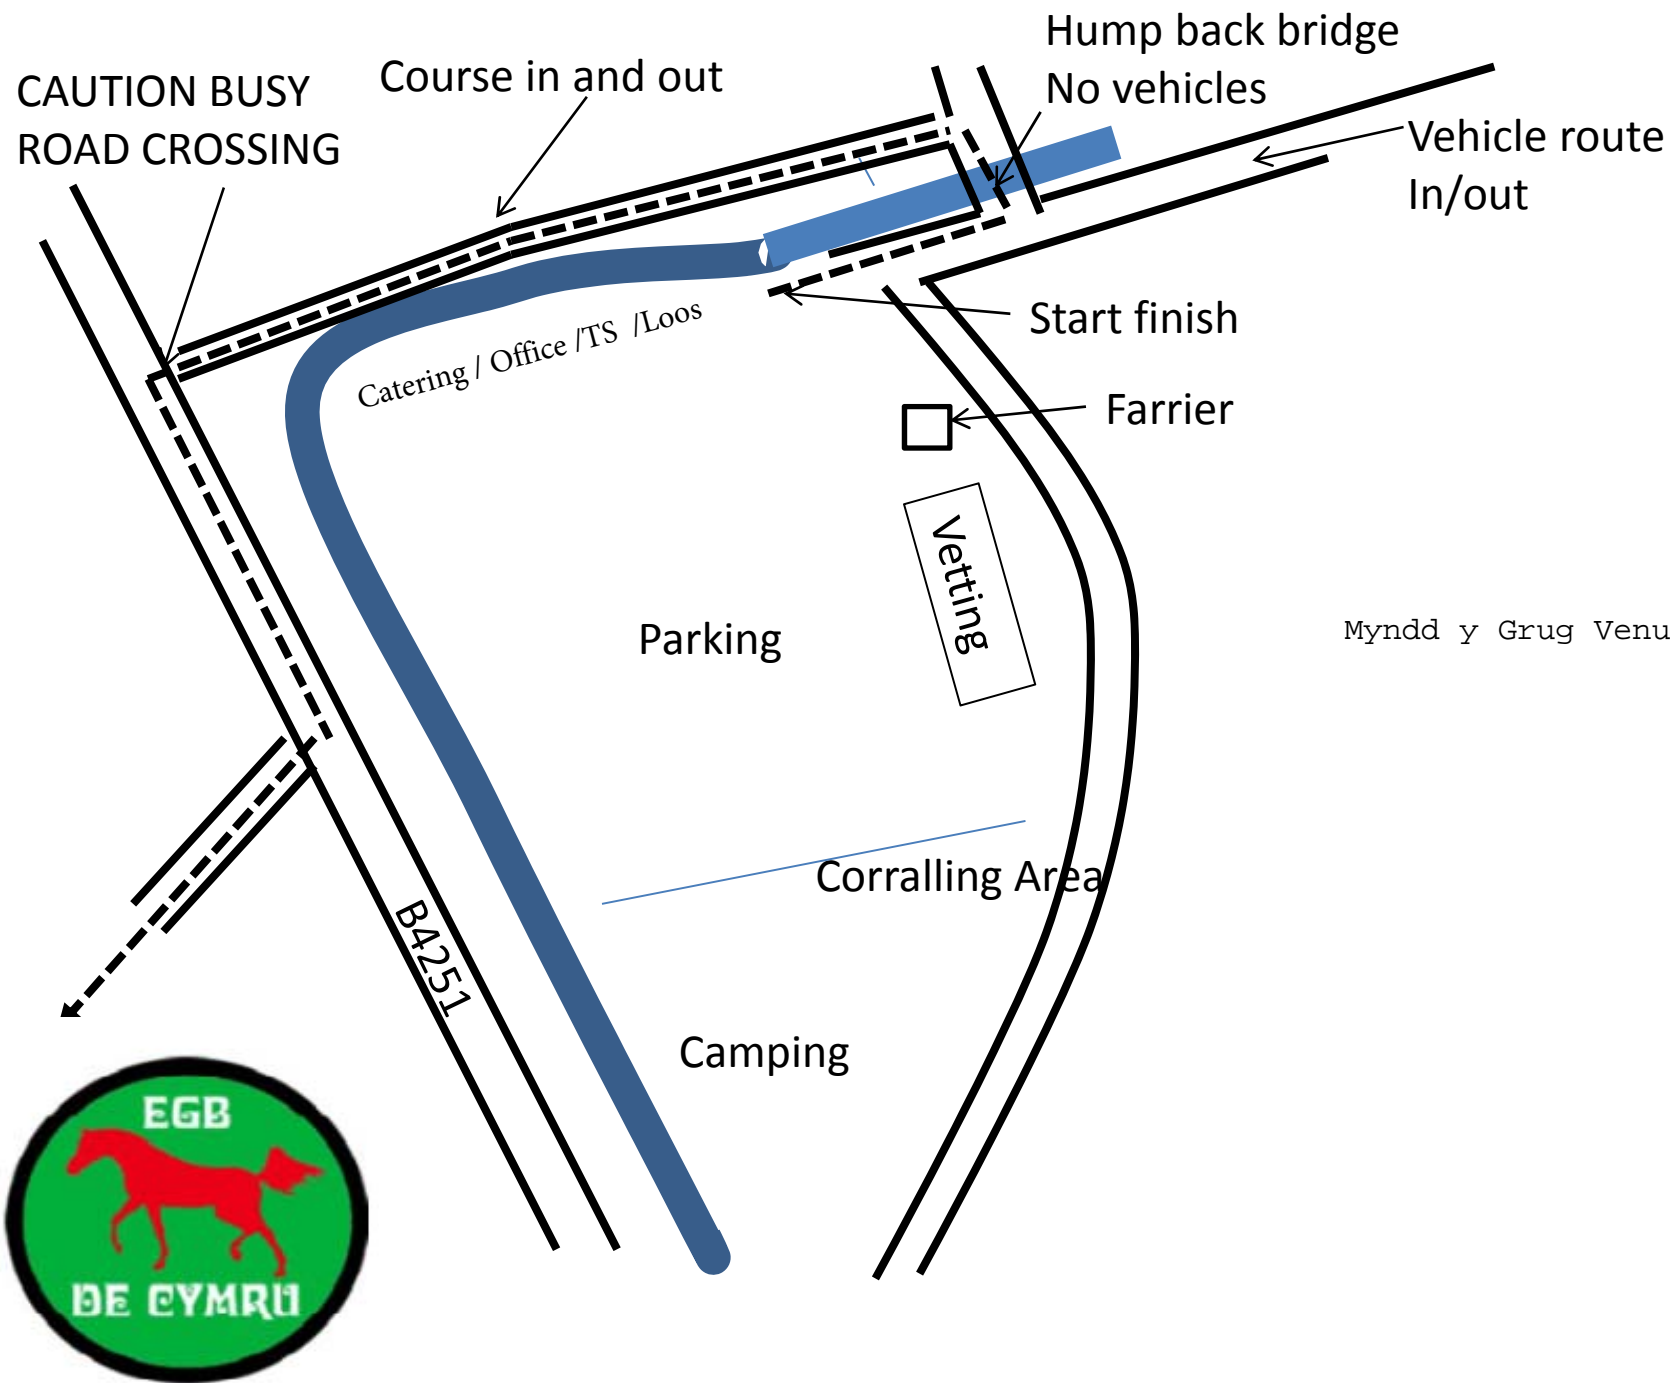 Hump back bridge
No vehicles
Course in and out
CAUTION BUSY
ROAD CROSSING
Vehicle route
In/out
Start finish
Catering / Office /TS /Loos
Farrier
Vetting
Parking
Myndd y Grug Venu
Corralling Area
B4251
Camping
EGB
DE CYMRU